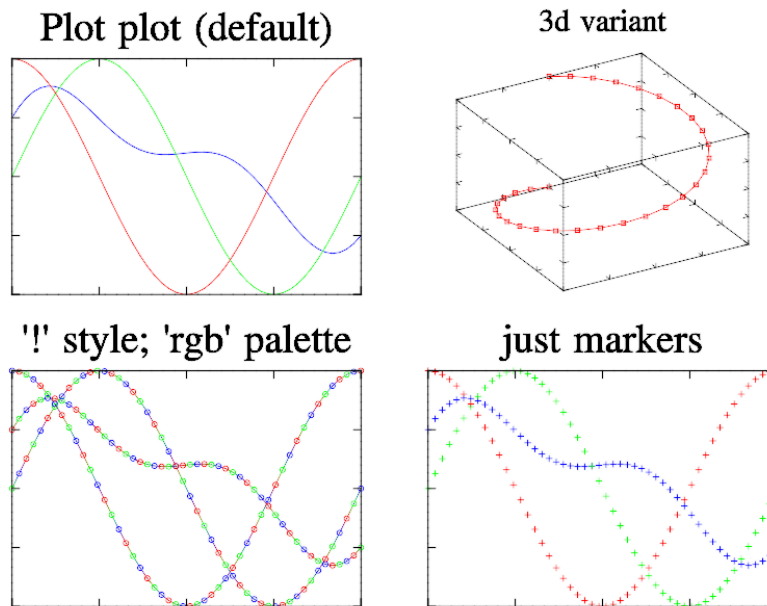 Plot plot (default)
3d variant
'!' style; 'rgb' palette
just markers